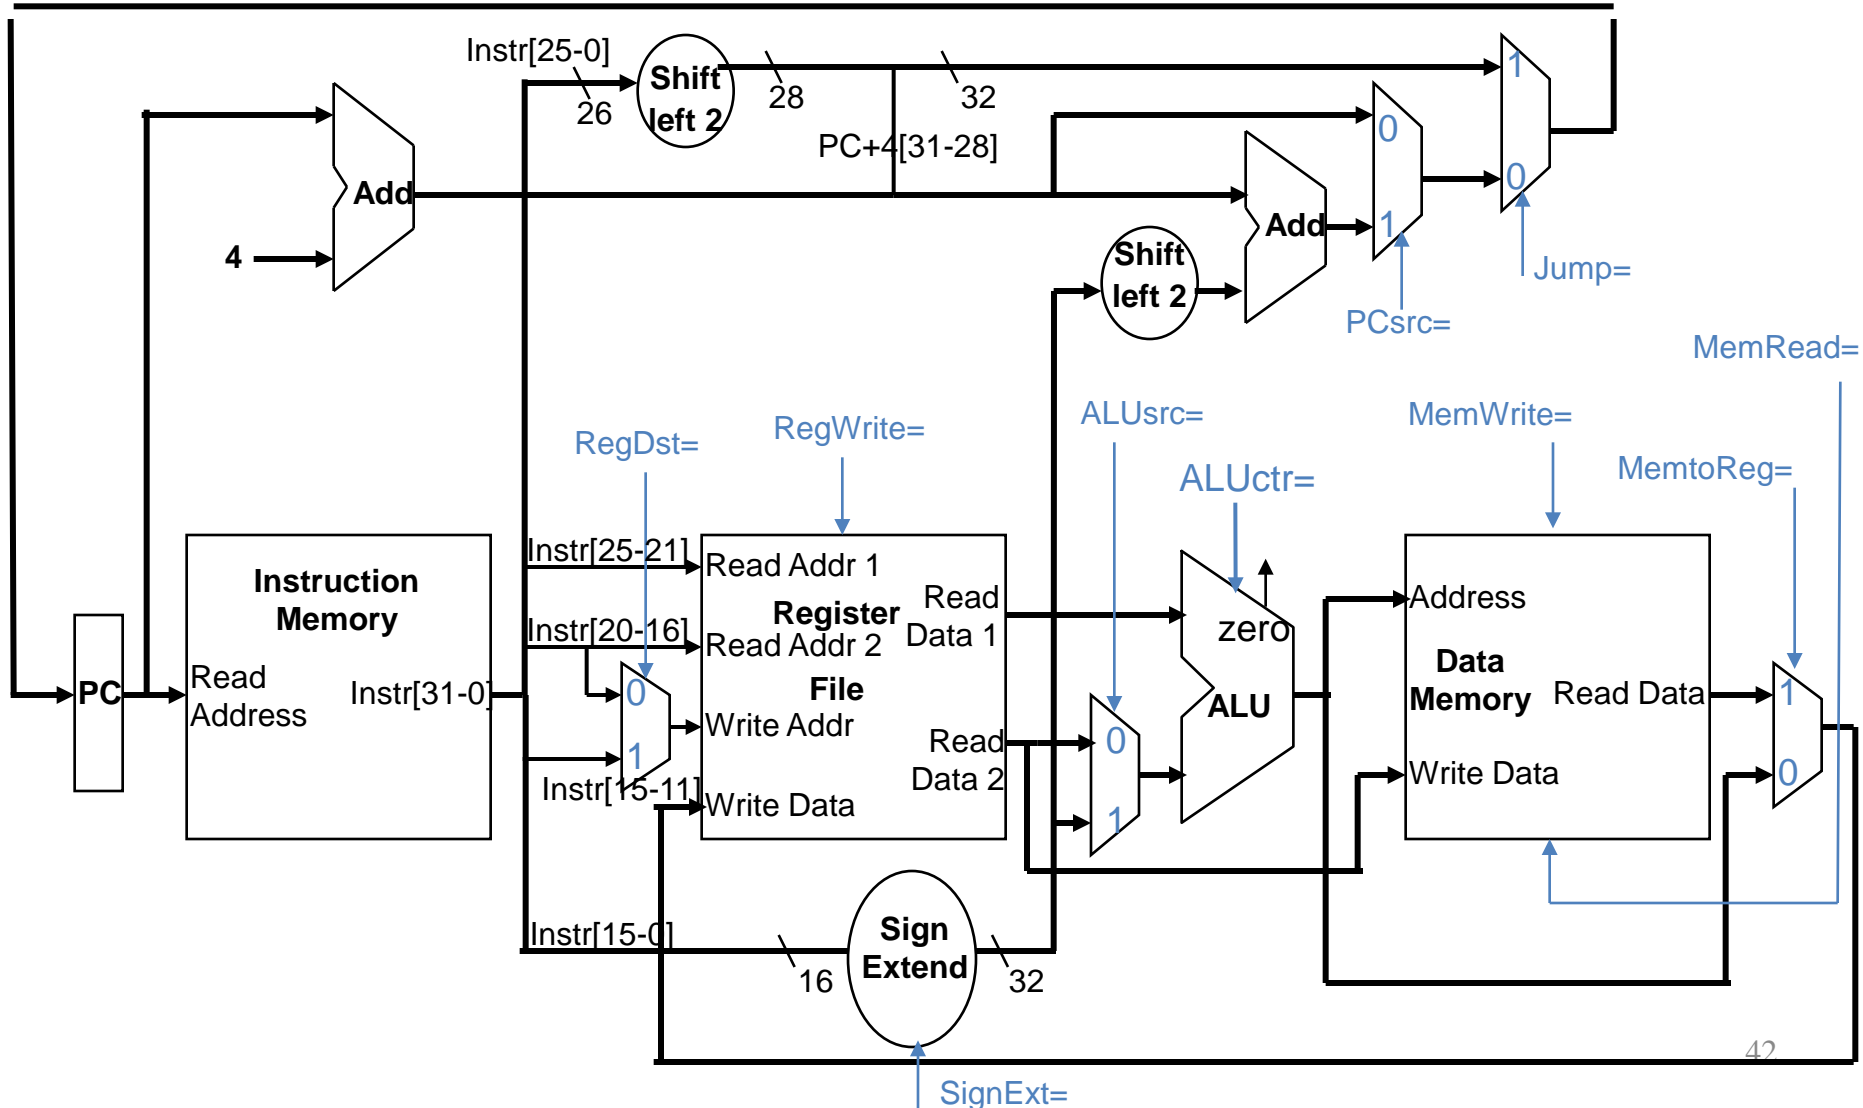 Instr[25-0]
26
Shift
left 2
28
32
PC+4[31-28]
Add
4
Add
Shift
left 2
0
1
1
0
Jump=
PCsrc=
MemRead=
RegDst=
RegWrite=
ALUsrc=
ALUctr=
MemWrite=
MemtoReg=
PC
Instruction
Memory
Read
Address
Instr[31-0]
Instr[25-21]
Instr[20-16]
Instr[15-11]
0
1
Read Addr 1
Register
Read Addr 2
File
Write Addr
Write Data
Read
Data 1
Read
Data 2
0
1
zero
ALU
Address
Data
Memory
Read Data
Write Data
1
0
Instr[15-0]
16
Sign
Extend
32
SignExt=
42